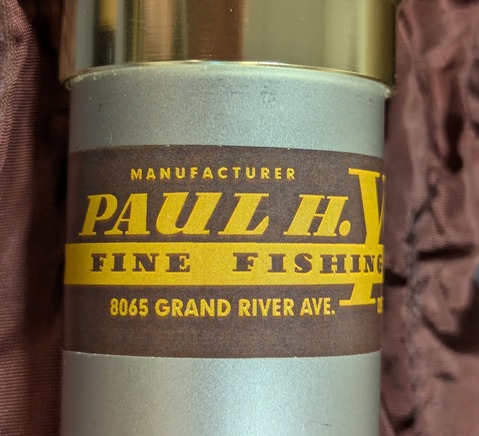 MANUFACTURER
PAUL H. Y
FINE FISHING
8065 GRAND RIVER AVE.